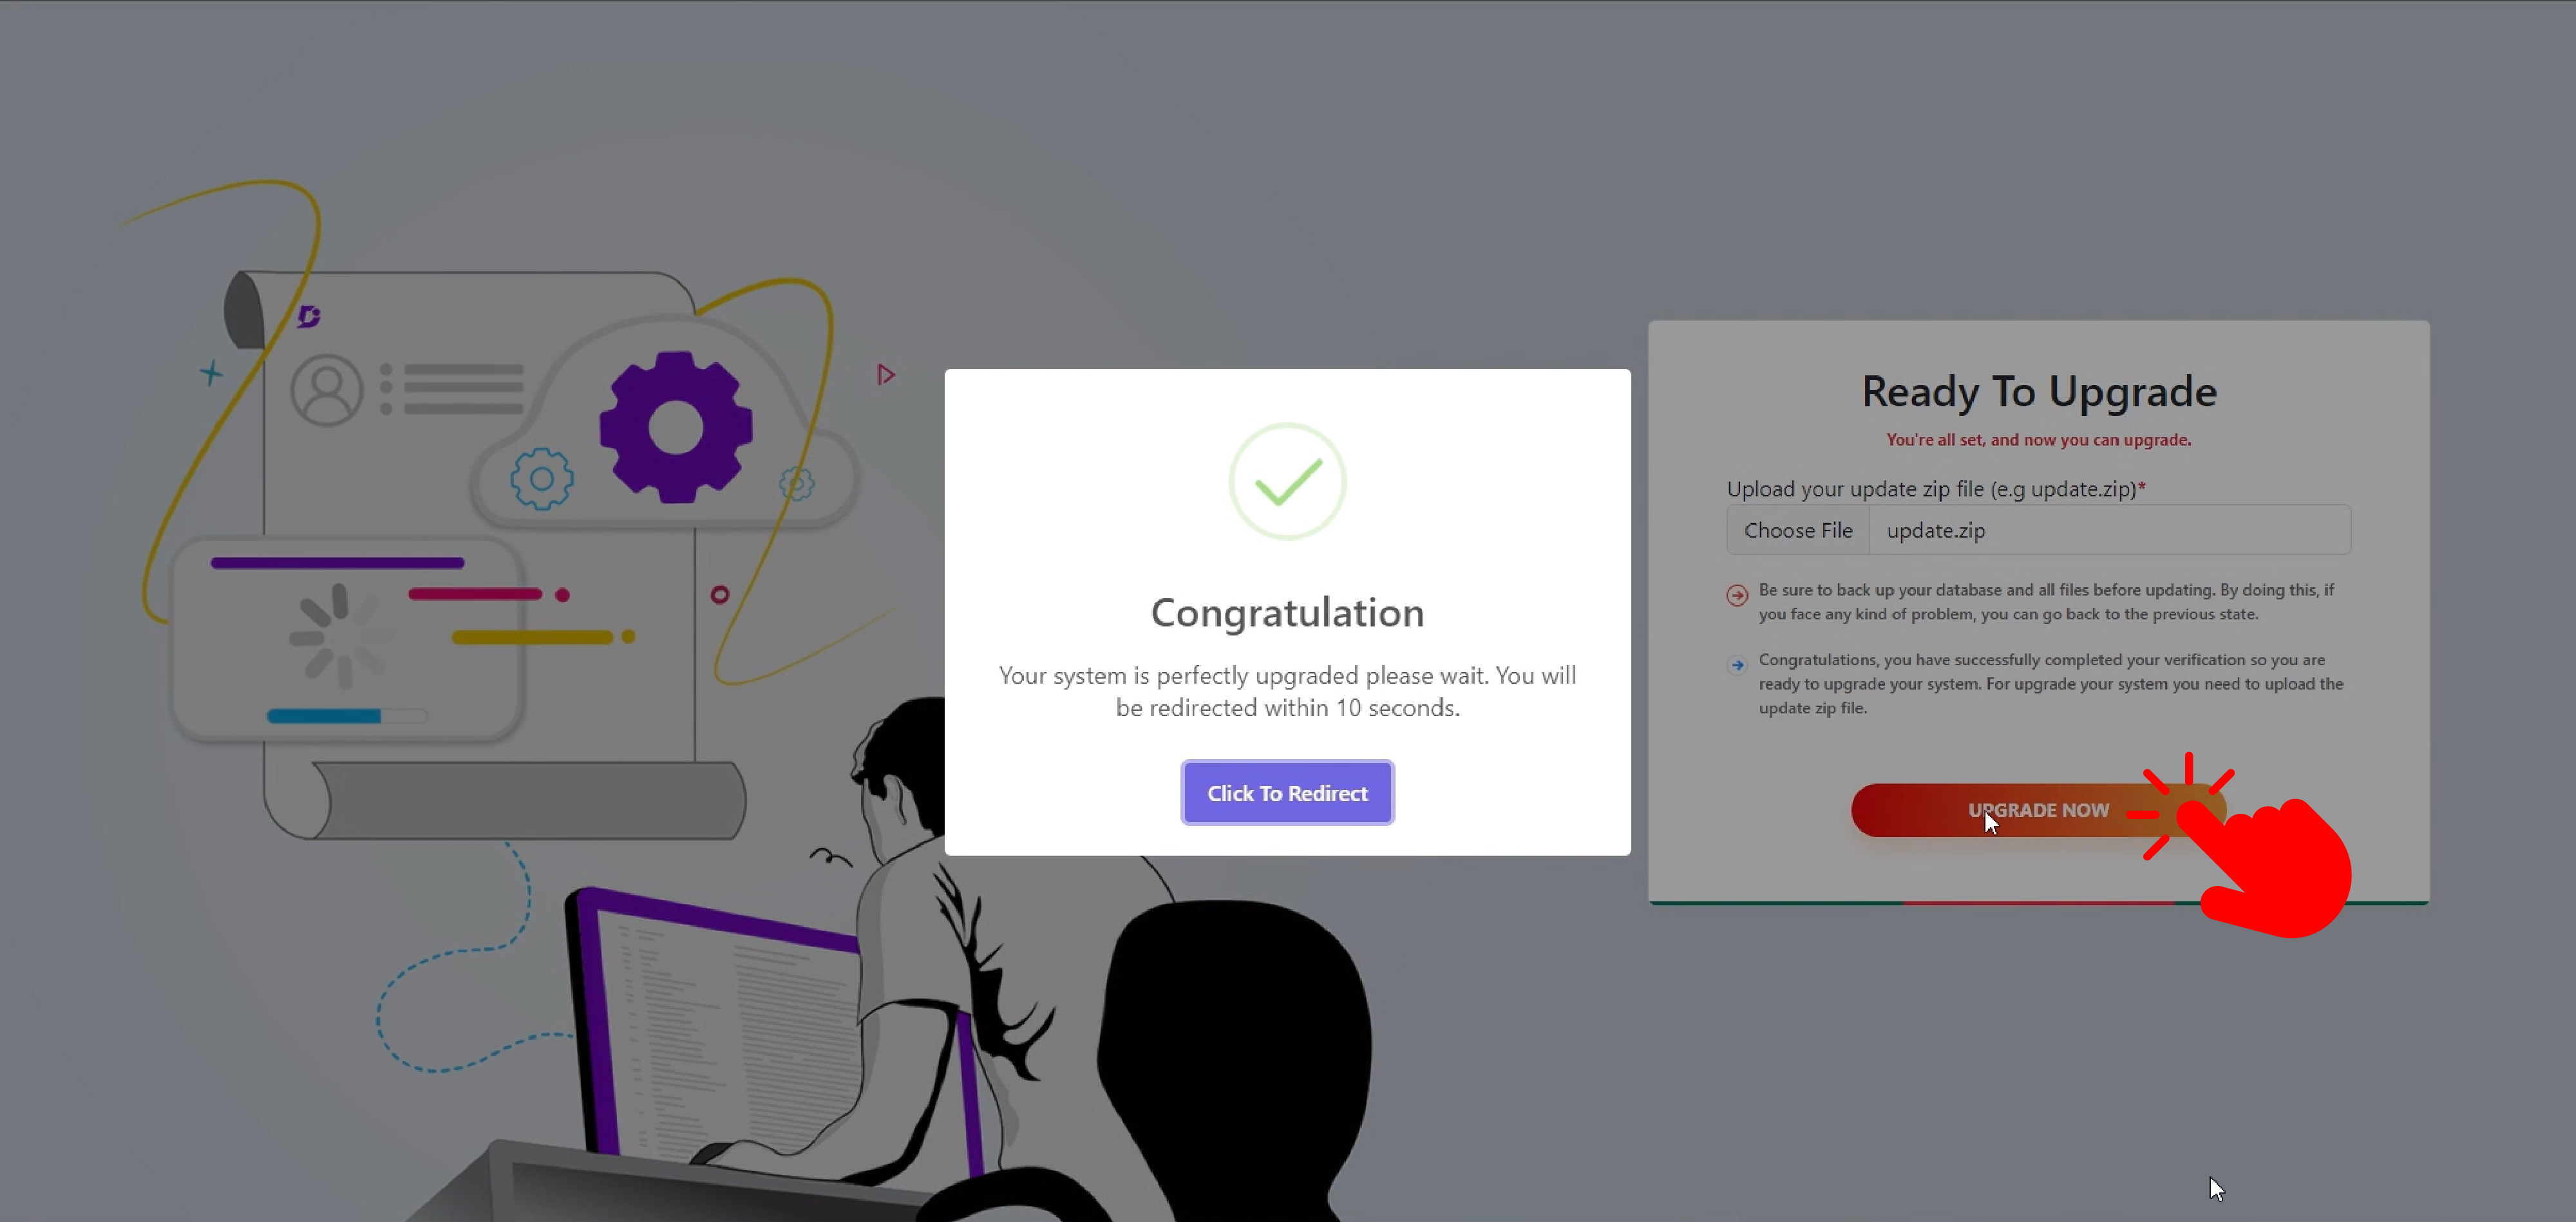 Ready To Upgrade
You're all set, and now you can upgrade.
Upload your update zip file (e.g update.zip)*
Choose File
update.zip
Be sure to back up your database and all files before updating. By doing this, if
you face any kind of problem, you can go back to the previous state.
Congratulations, you have successfully completed your verification so you are
ready to upgrade your system. For upgrade your system you need to upload the
update zip file.
UPGRADE NOW
Congratulation
Your system is perfectly upgraded please wait. You will
be redirected within 10 seconds.
Click To Redirect